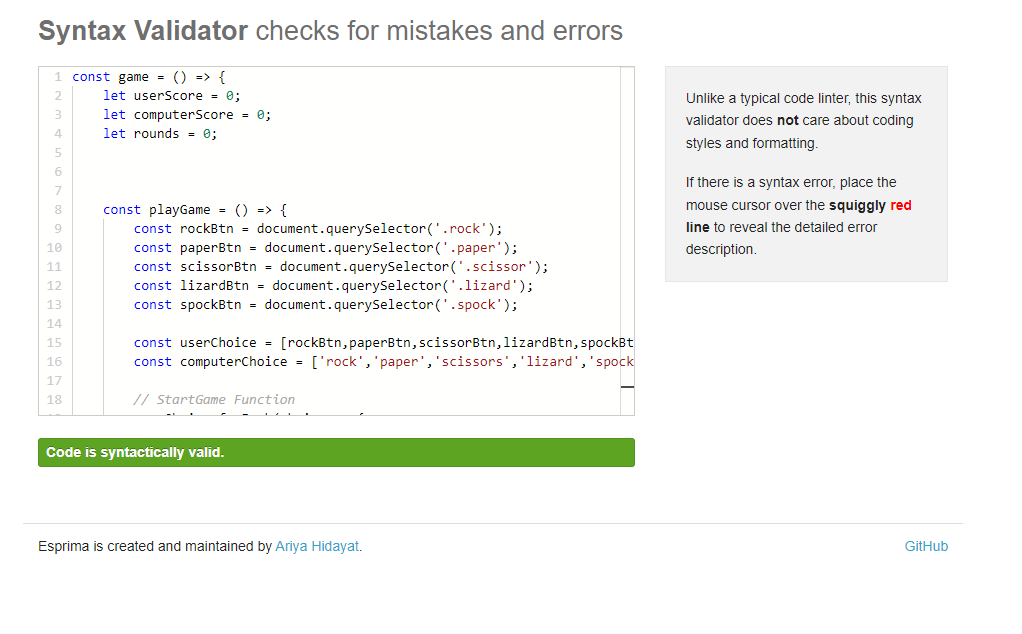 Syntax Validator checks for mistakes and errors
1 const game = () => {
2 let userScore = 0;
3 let computerScore = 0;
4 let rounds = 0;
5
6
7
8 const playGame = () => {
9 const rockBtn = document.querySelector('.rock');
10 const paperBtn = document.querySelector('.paper');
11 const scissorBtn = document.querySelector('.scissor');
12 const lizardBtn = document.querySelector('.lizard');
13 const spockBtn = document.querySelector('.spock');
14
15 const userChoice = [rockBtn,paperBtn,scissorBtn,lizardBtn,spockBt
16 const computerChoice = ['rock','paper','scissors','lizard','spock
17
18 // StartGame Function
Code is syntactically valid.
Unlike a typical code linter, this syntax
validator does not care about coding
styles and formatting.
If there is a syntax error, place the
mouse cursor over the squiggly red
line to reveal the detailed error
description.
Esprima is created and maintained by Ariya Hidayat.
GitHub